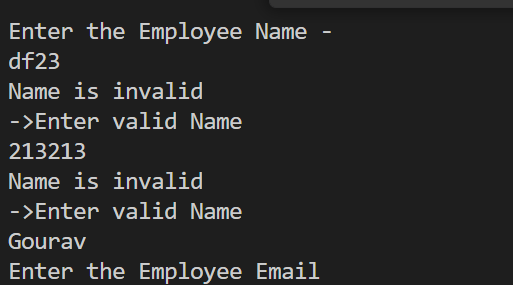 Enter the Employee Name -
df23
Name is invalid
->Enter valid Name
213213
Name is invalid
->Enter valid Name
Gourav
Enter the Employee Email